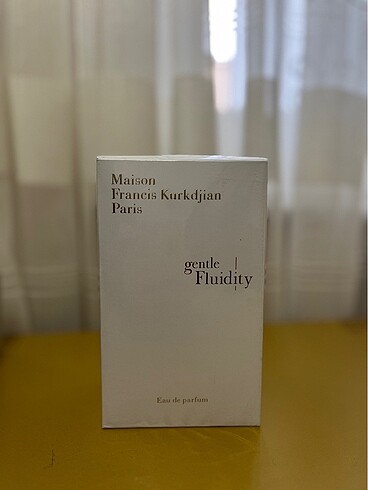 Maison
Francis Kurkdjian
Paris
gentle
Fluidity
Eau de parfum